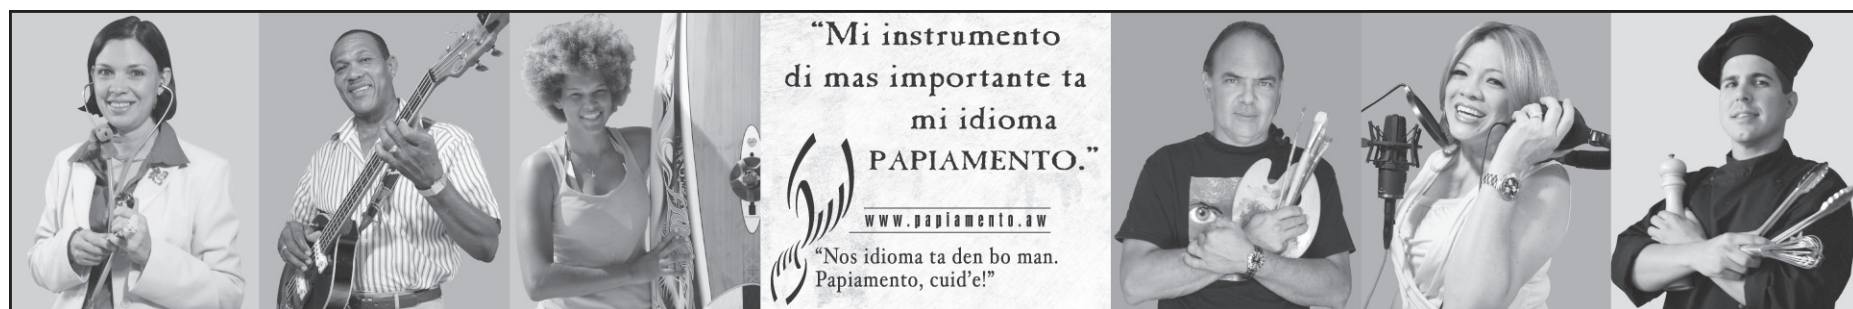 “Mi instrumento
di mas importante ta
mi idioma
PAPIAMENTO.”
www.papiamento.aw
“Nos idioma ta den bo man.
Papiamento, cuid’e!”